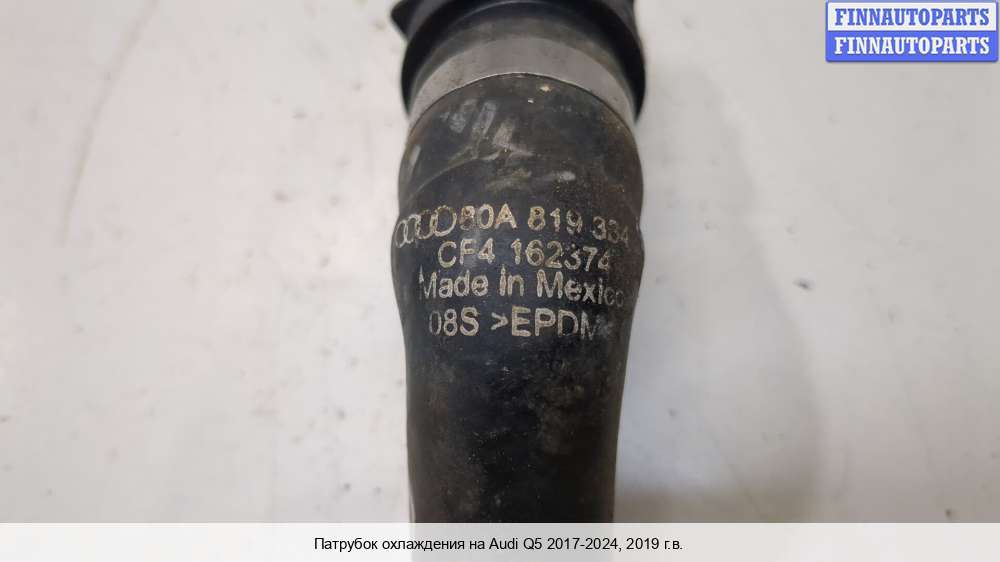 FINNAUTOPARTS
FINNAUTOPARTS
80A 819 334
CF4 162374
Made in Mexico
08S >EPDM<
Патрубок охлаждения на Audi Q5 2017-2024, 2019 г.в.